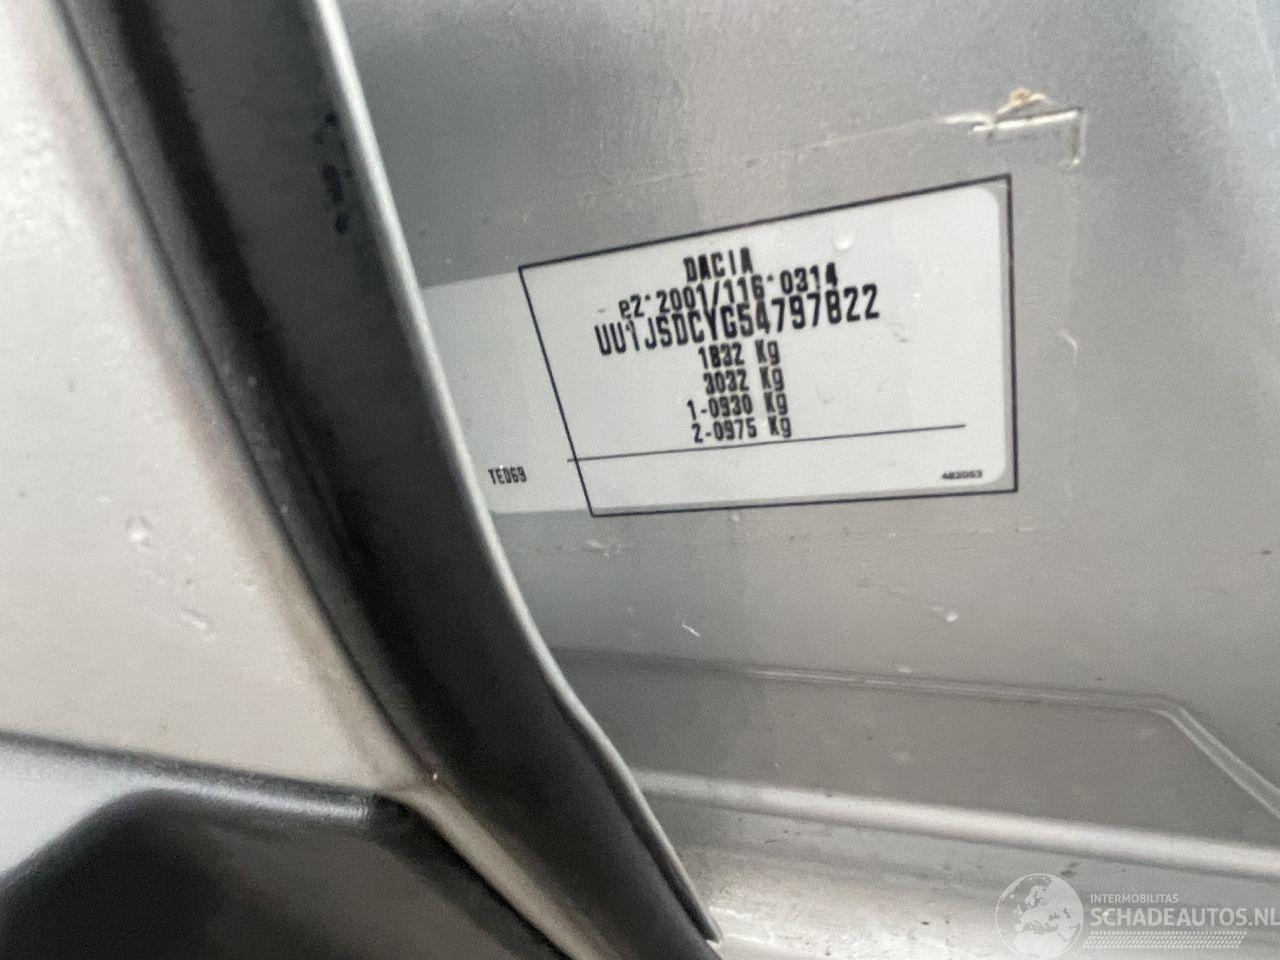 DACIA
e2*2001/116*0314
UU1JSDCYG54797822
1832 Kg
3032 Kg
1-0930 Kg
2-0975 Kg
TED69
482053
INTERMOBILITAS
SCHADEAUTOS.NL